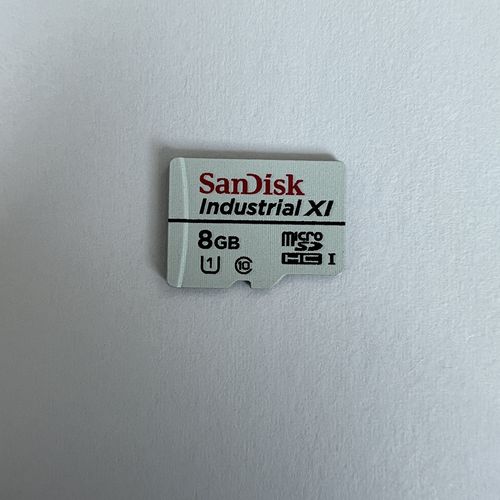 SanDisk
Industrial XI
8GB
micro SD HC I
1 10